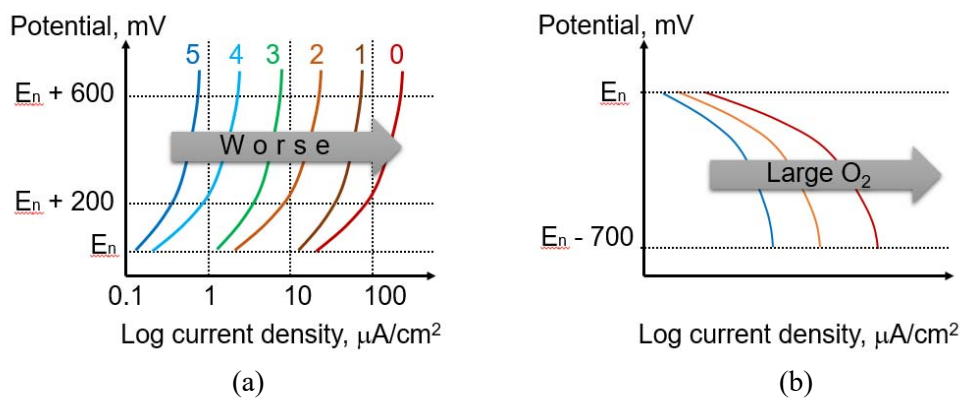 Potential, mV
5 4 3 2 1 0
En + 600
Worse
En + 200
En
0.1 1 10 100
Log current density, μA/cm²
(a)
Potential, mV
En
Large O₂
En - 700
Log current density, μA/cm²
(b)